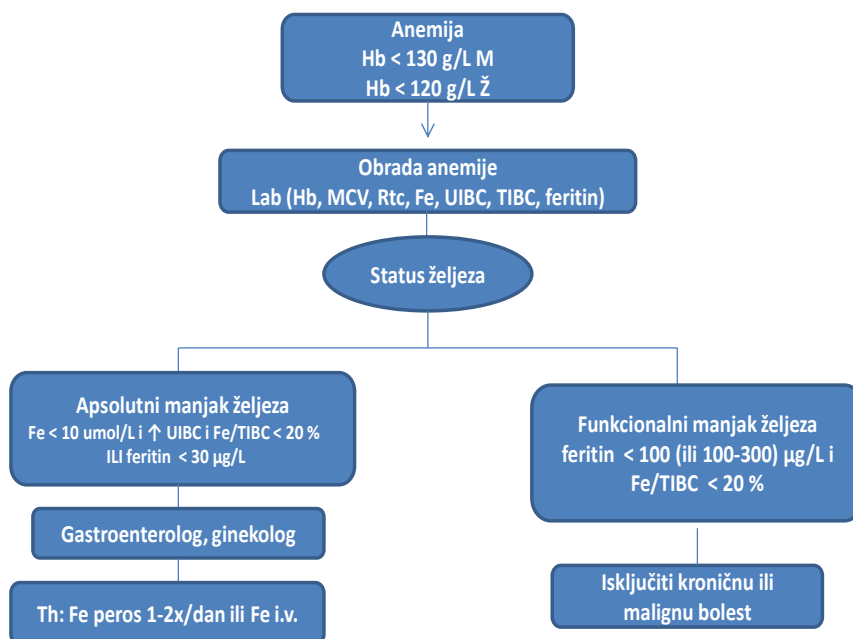 Anemija
Hb < 130 g/L M
Hb < 120 g/L Ž
Obrada anemije
Lab (Hb, MCV, Rtc, Fe, UIBC, TIBC, feritin)
Status željeza
Apsolutni manjak željeza
Fe < 10 umol/L i ↑ UIBC i Fe/TIBC < 20 %
ILI feritin < 30 µg/L
Gastroenterolog, ginekolog
Th: Fe peros 1-2x/dan ili Fe i.v.
Funkcionalni manjak željeza
feritin < 100 (ili 100-300) µg/L i
Fe/TIBC < 20 %
Isključiti kroničnu ili
malignu bolest